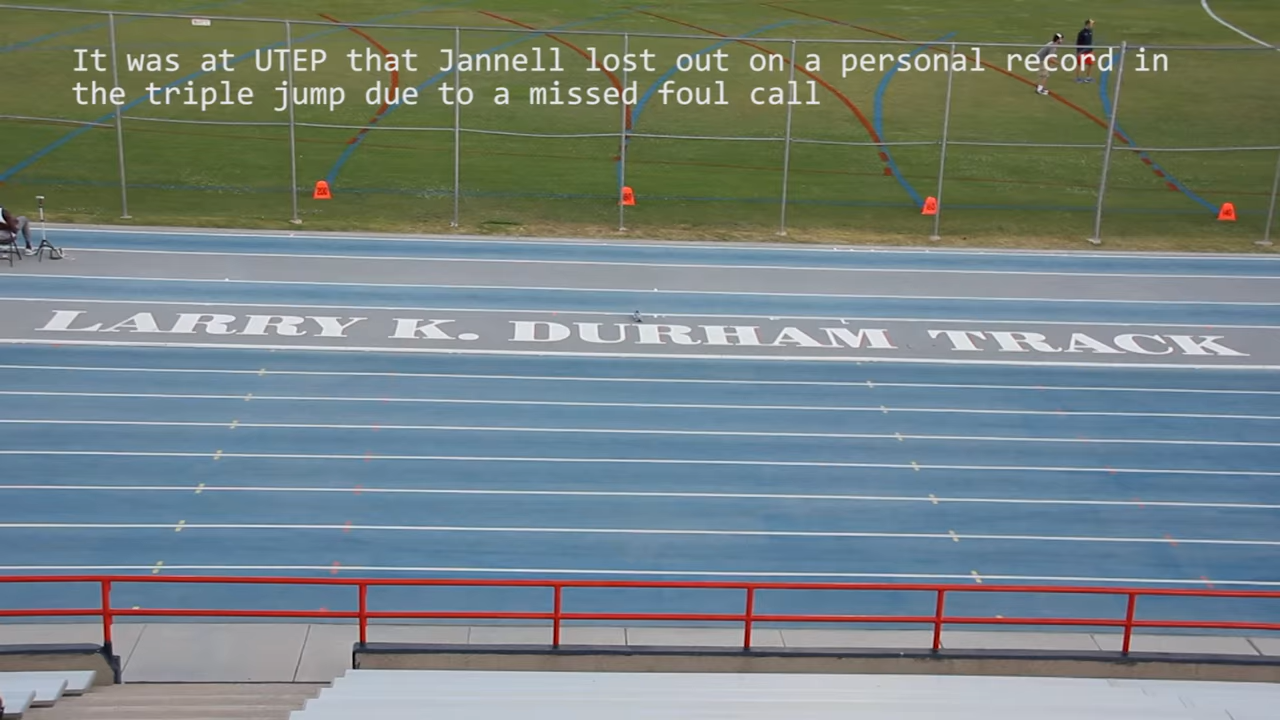 It was at UTEP that Jannell lost out on a personal record in
the triple jump due to a missed foul call
LARRY K. DURHAM TRACK